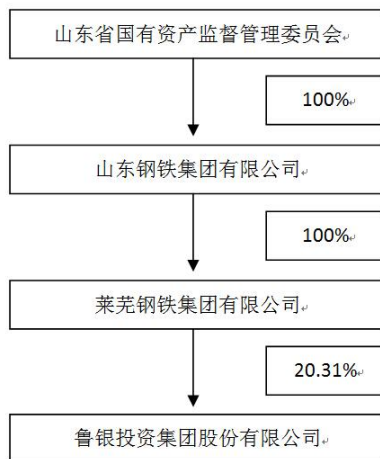 山东省国有资产监督管理委员会
100%
山东钢铁集团有限公司
100%
莱芜钢铁集团有限公司
20.31%
鲁银投资集团股份有限公司